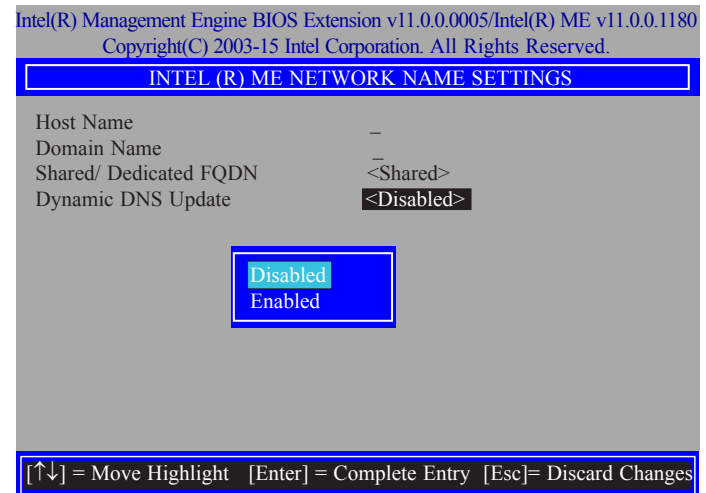 Intel(R) Management Engine BIOS Extension v11.0.0.0005/Intel(R) ME v11.0.0.1180
Copyright(C) 2003-15 Intel Corporation. All Rights Reserved.
INTEL (R) ME NETWORK NAME SETTINGS
Host Name _
Domain Name _
Shared/ Dedicated FQDN <Shared>
Dynamic DNS Update <Disabled>
Disabled
Enabled
[↑↓] = Move Highlight [Enter] = Complete Entry [Esc]= Discard Changes